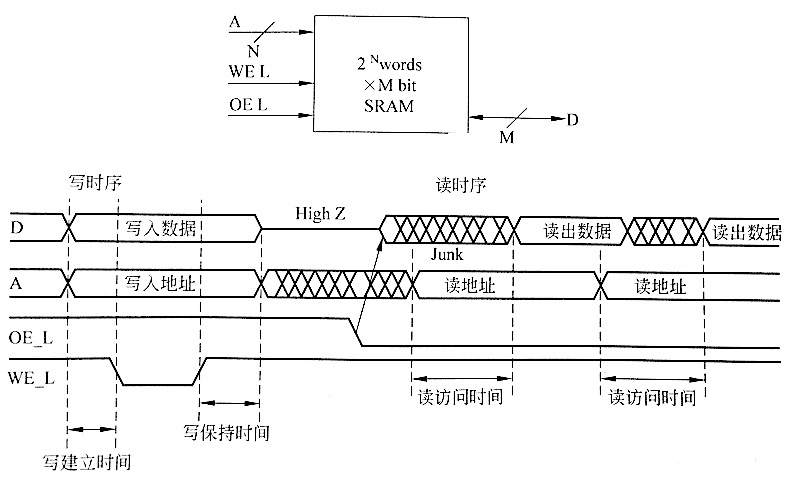 A
N
WE L
OE L
2 ᴺwords
×M bit
SRAM
M
D
写时序
读时序
D
写入数据
High Z
Junk
读出数据
读出数据
A
写入地址
读地址
读地址
OE_L
WE_L
读访问时间
读访问时间
写保持时间
写建立时间